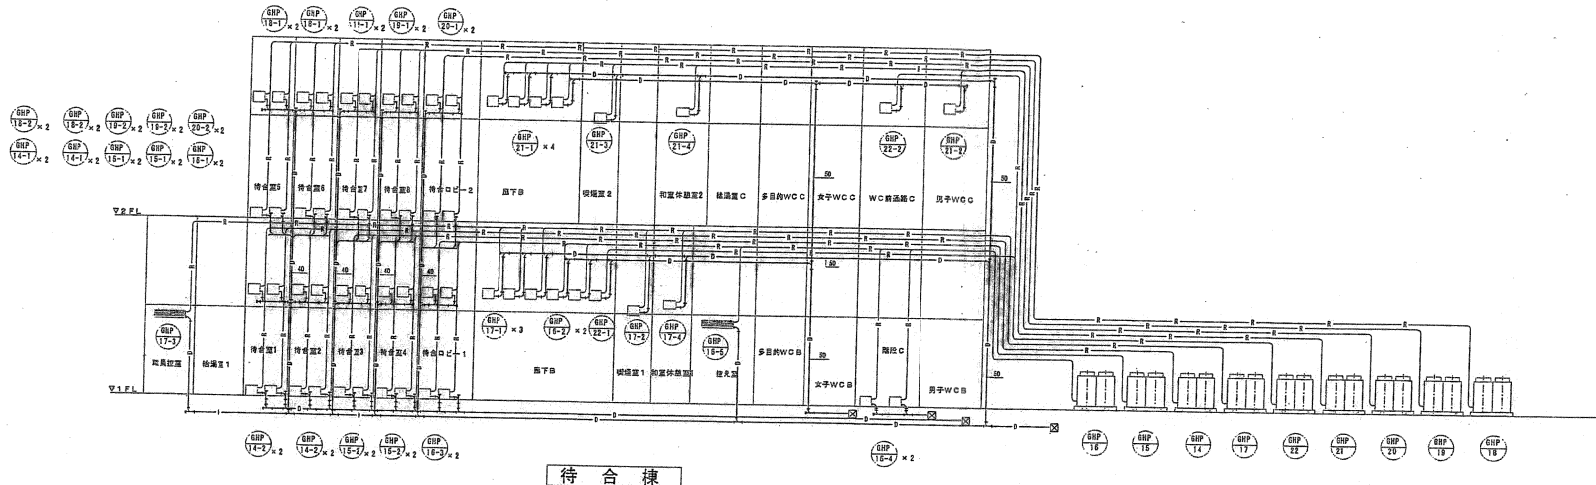 GHP 18-1 ×2 GHP 18-1 ×2 GHP 19-1 ×2 GHP 19-1 ×2 GHP 20-1 ×2
GHP 18-2 ×2 GHP 18-2 ×2 GHP 19-2 ×2 GHP 19-2 ×2 GHP 20-2 ×2
GHP 14-1 ×2 GHP 14-1 ×2 GHP 15-1 ×2 GHP 15-1 ×2 GHP 16-1 ×2
GHP 21-1 ×4 GHP 21-3 GHP 21-4 GHP 22-2 GHP 21-2
待合室5 待合室6 待合室7 待合室8 待合ロビー2 廊下B 喫煙室2 和室休憩室2 給湯室C 多目的WCC 女子WCC WC前通路C 男子WCC
50 50
▽2FL
40 40 40 40 50
GHP 17-3 GHP 17-1 ×3 GHP 16-2 ×2 GHP 22-1 GHP 17-2 GHP 17-4 GHP 16-5
給湯室1 待合室1 待合室2 待合室3 待合室4 待合ロビー1 廊下B 喫煙室1 和室休憩室1 控え室 多目的WCB 女子WCB 階段C 男子WCB
50 50
▽1FL
GHP 14-2 ×2 GHP 14-2 ×2 GHP 15-2 ×2 GHP 15-2 ×2 GHP 16-3 ×2 GHP 16-4 ×2
GHP 16 GHP 15 GHP 14 GHP 17 GHP 22 GHP 21 GHP 20 GHP 19 GHP 18
待合棟